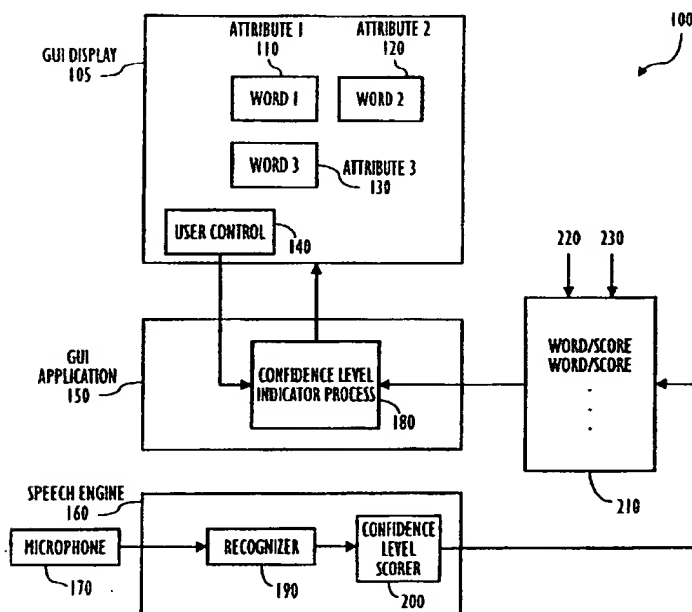 100
ATTRIBUTE 1
110
ATTRIBUTE 2
120
GUI DISPLAY
105
WORD 1
WORD 2
WORD 3
ATTRIBUTE 3
130
USER CONTROL
140
220
230
GUI
APPLICATION
150
CONFIDENCE LEVEL
INDICATOR PROCESS
180
WORD/SCORE
WORD/SCORE
.
.
.
210
SPEECH ENGINE
160
MICROPHONE
170
RECOGNIZER
190
CONFIDENCE
LEVEL
SCORER
200